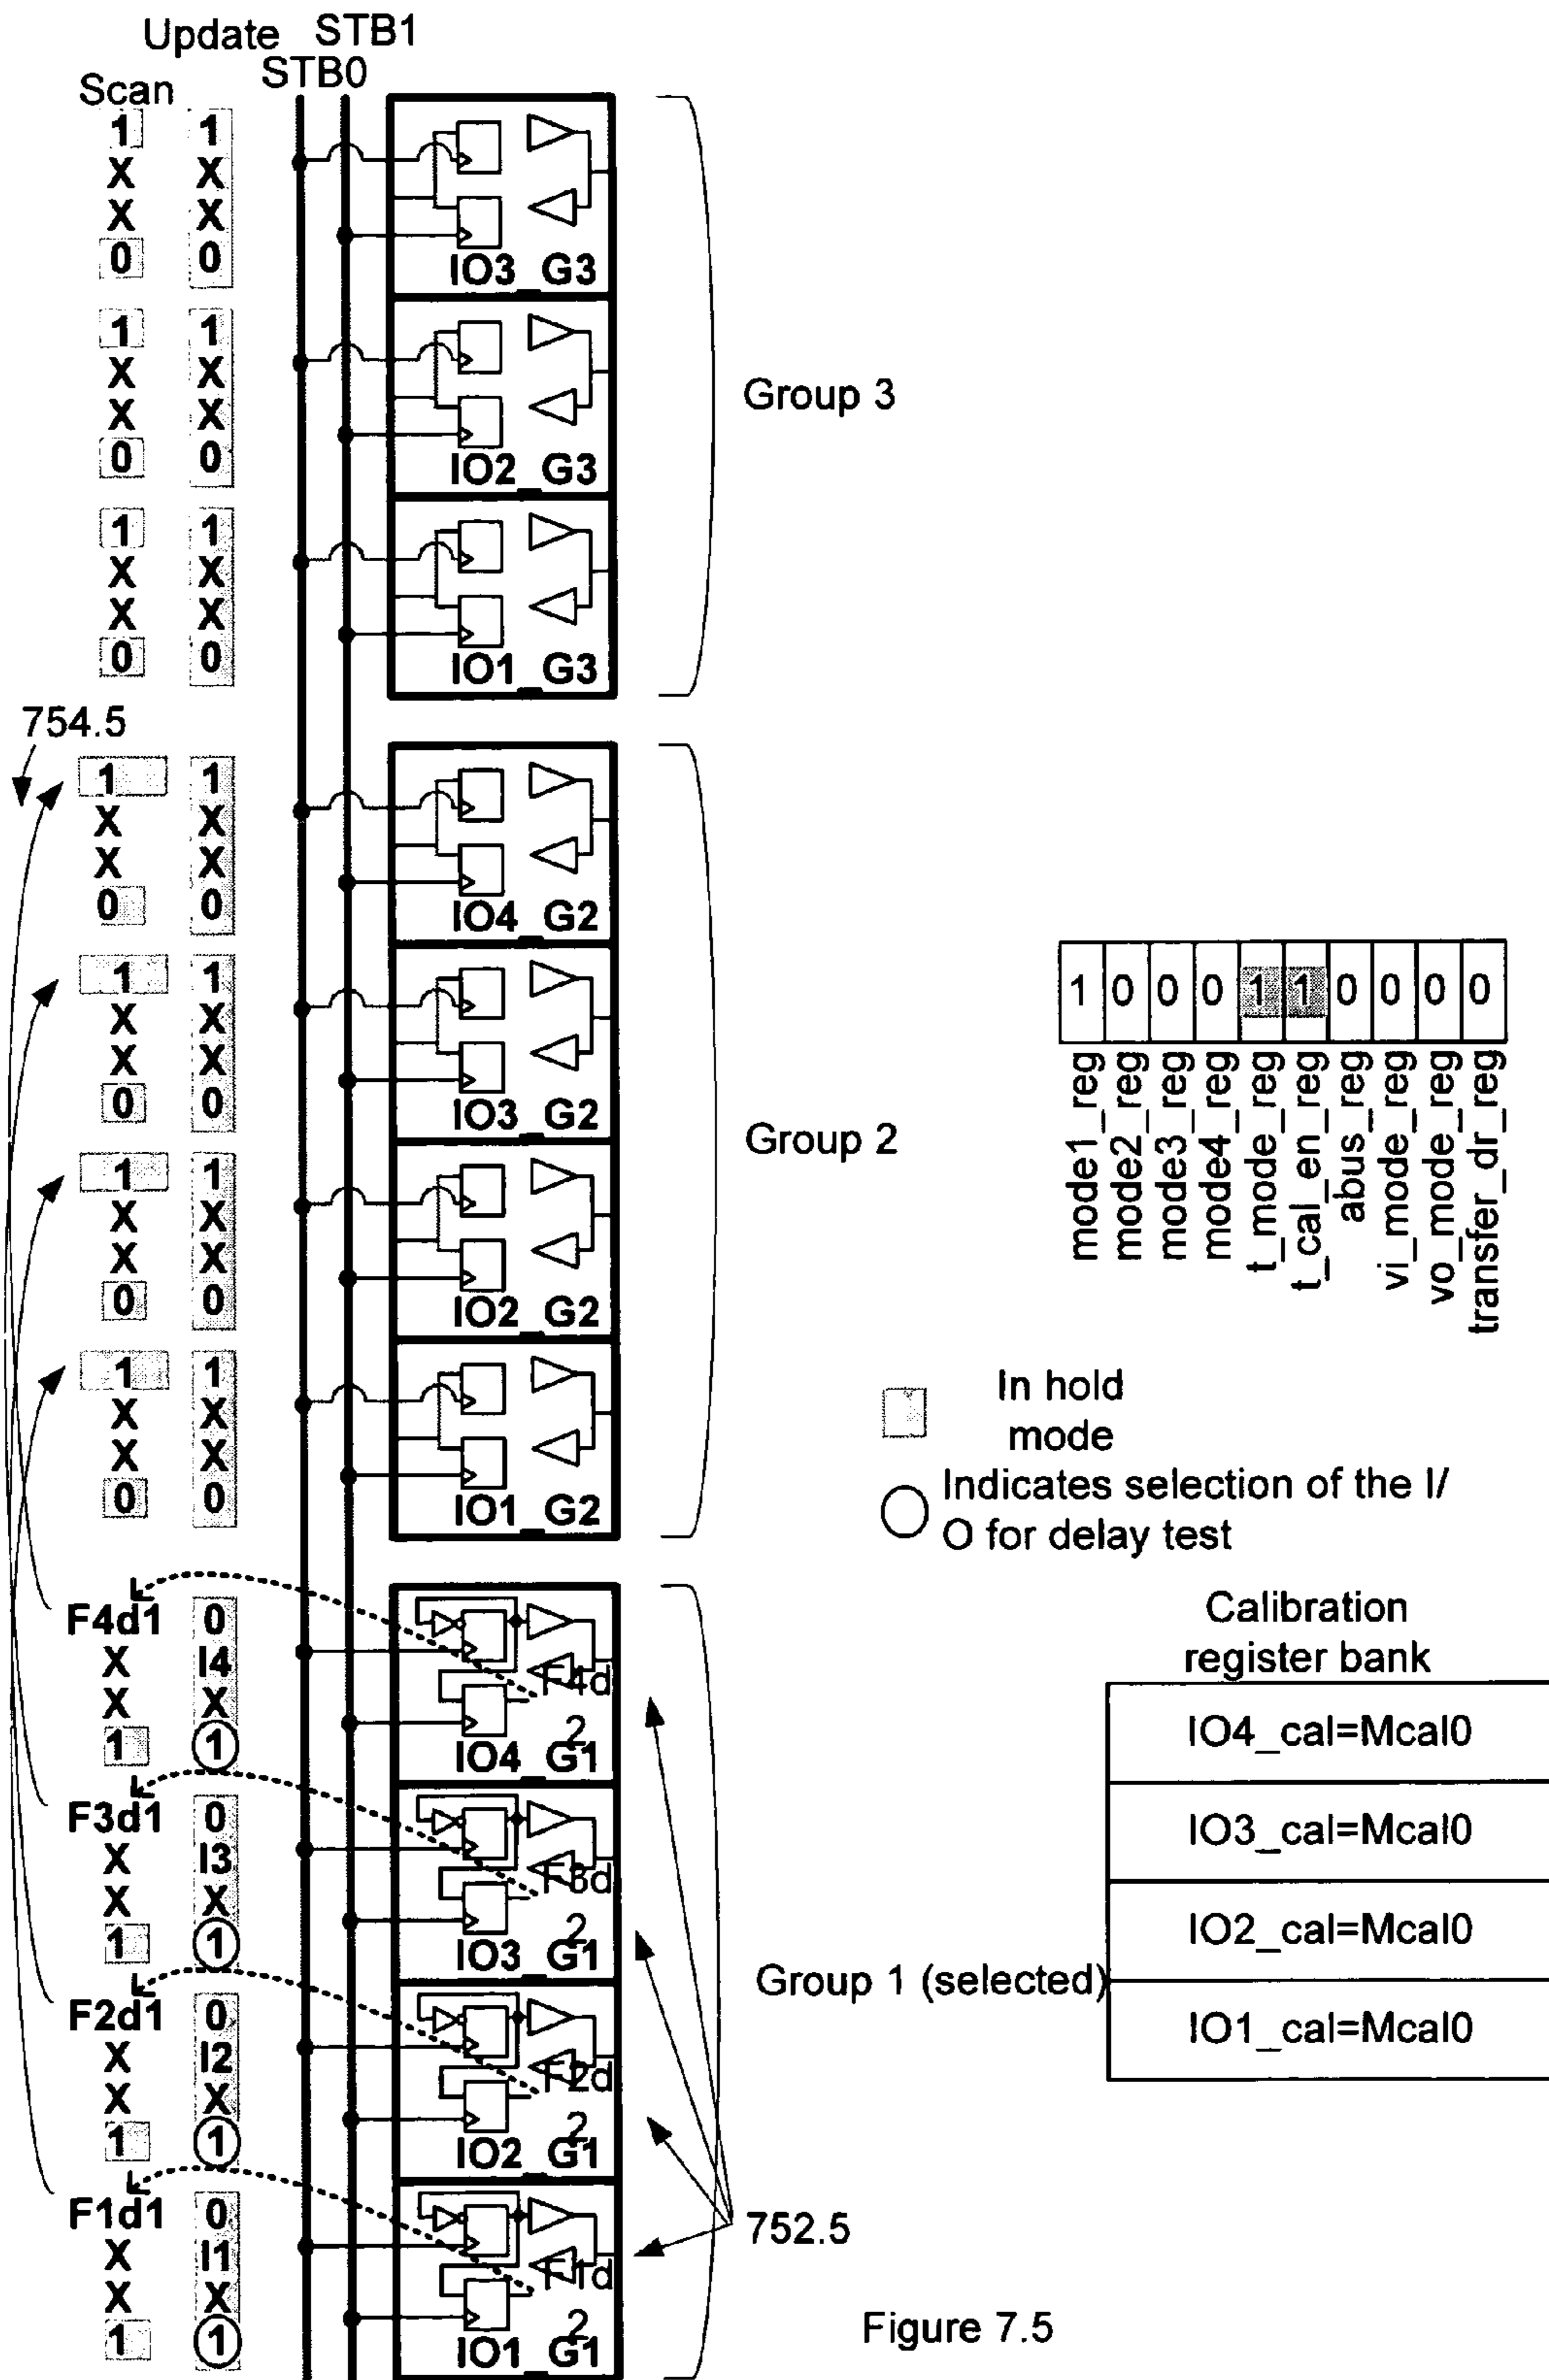 Update STB1
STB0
Scan
1 1
X X
X X
0 0
IO3_G3
1 1
X X
X X
0 0
IO2_G3
Group 3
1 1
X X
X X
0 0
IO1_G3
754.5
1 1
X X
X X
0 0
IO4_G2
1 1
X X
X X
0 0
IO3_G2
Group 2
1 1
X X
X X
0 0
IO2_G2
1 1
X X
X X
0 0
IO1_G2
1 0 0 0 1 1 0 0 0 0
mode1_reg
mode2_reg
mode3_reg
mode4_reg
t_mode_reg
t_cal_en_reg
abus_reg
vi_mode_reg
vo_mode_reg
transfer_dr_reg
In hold
mode
Indicates selection of the I/
O for delay test
F4d1 0
X I4
X X
1 1
F4d
2
IO4_G1
F3d1 0
X I3
X X
1 1
F3d
2
IO3_G1
F2d1 0
X I2
X X
1 1
F2d
2
IO2_G1
F1d1 0
X I1
X X
1 1
F1d
2
IO1_G1
Group 1 (selected)
752.5
Calibration
register bank
IO4_cal=Mcal0
IO3_cal=Mcal0
IO2_cal=Mcal0
IO1_cal=Mcal0
Figure 7.5